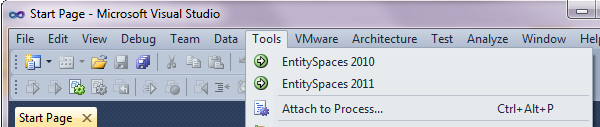 Start Page - Microsoft Visual Studio
File Edit View Debug Team Data Tools VMware Architecture Test Analyze Window Help
EntitySpaces 2010
EntitySpaces 2011
Attach to Process... Ctrl+Alt+P
Start Page